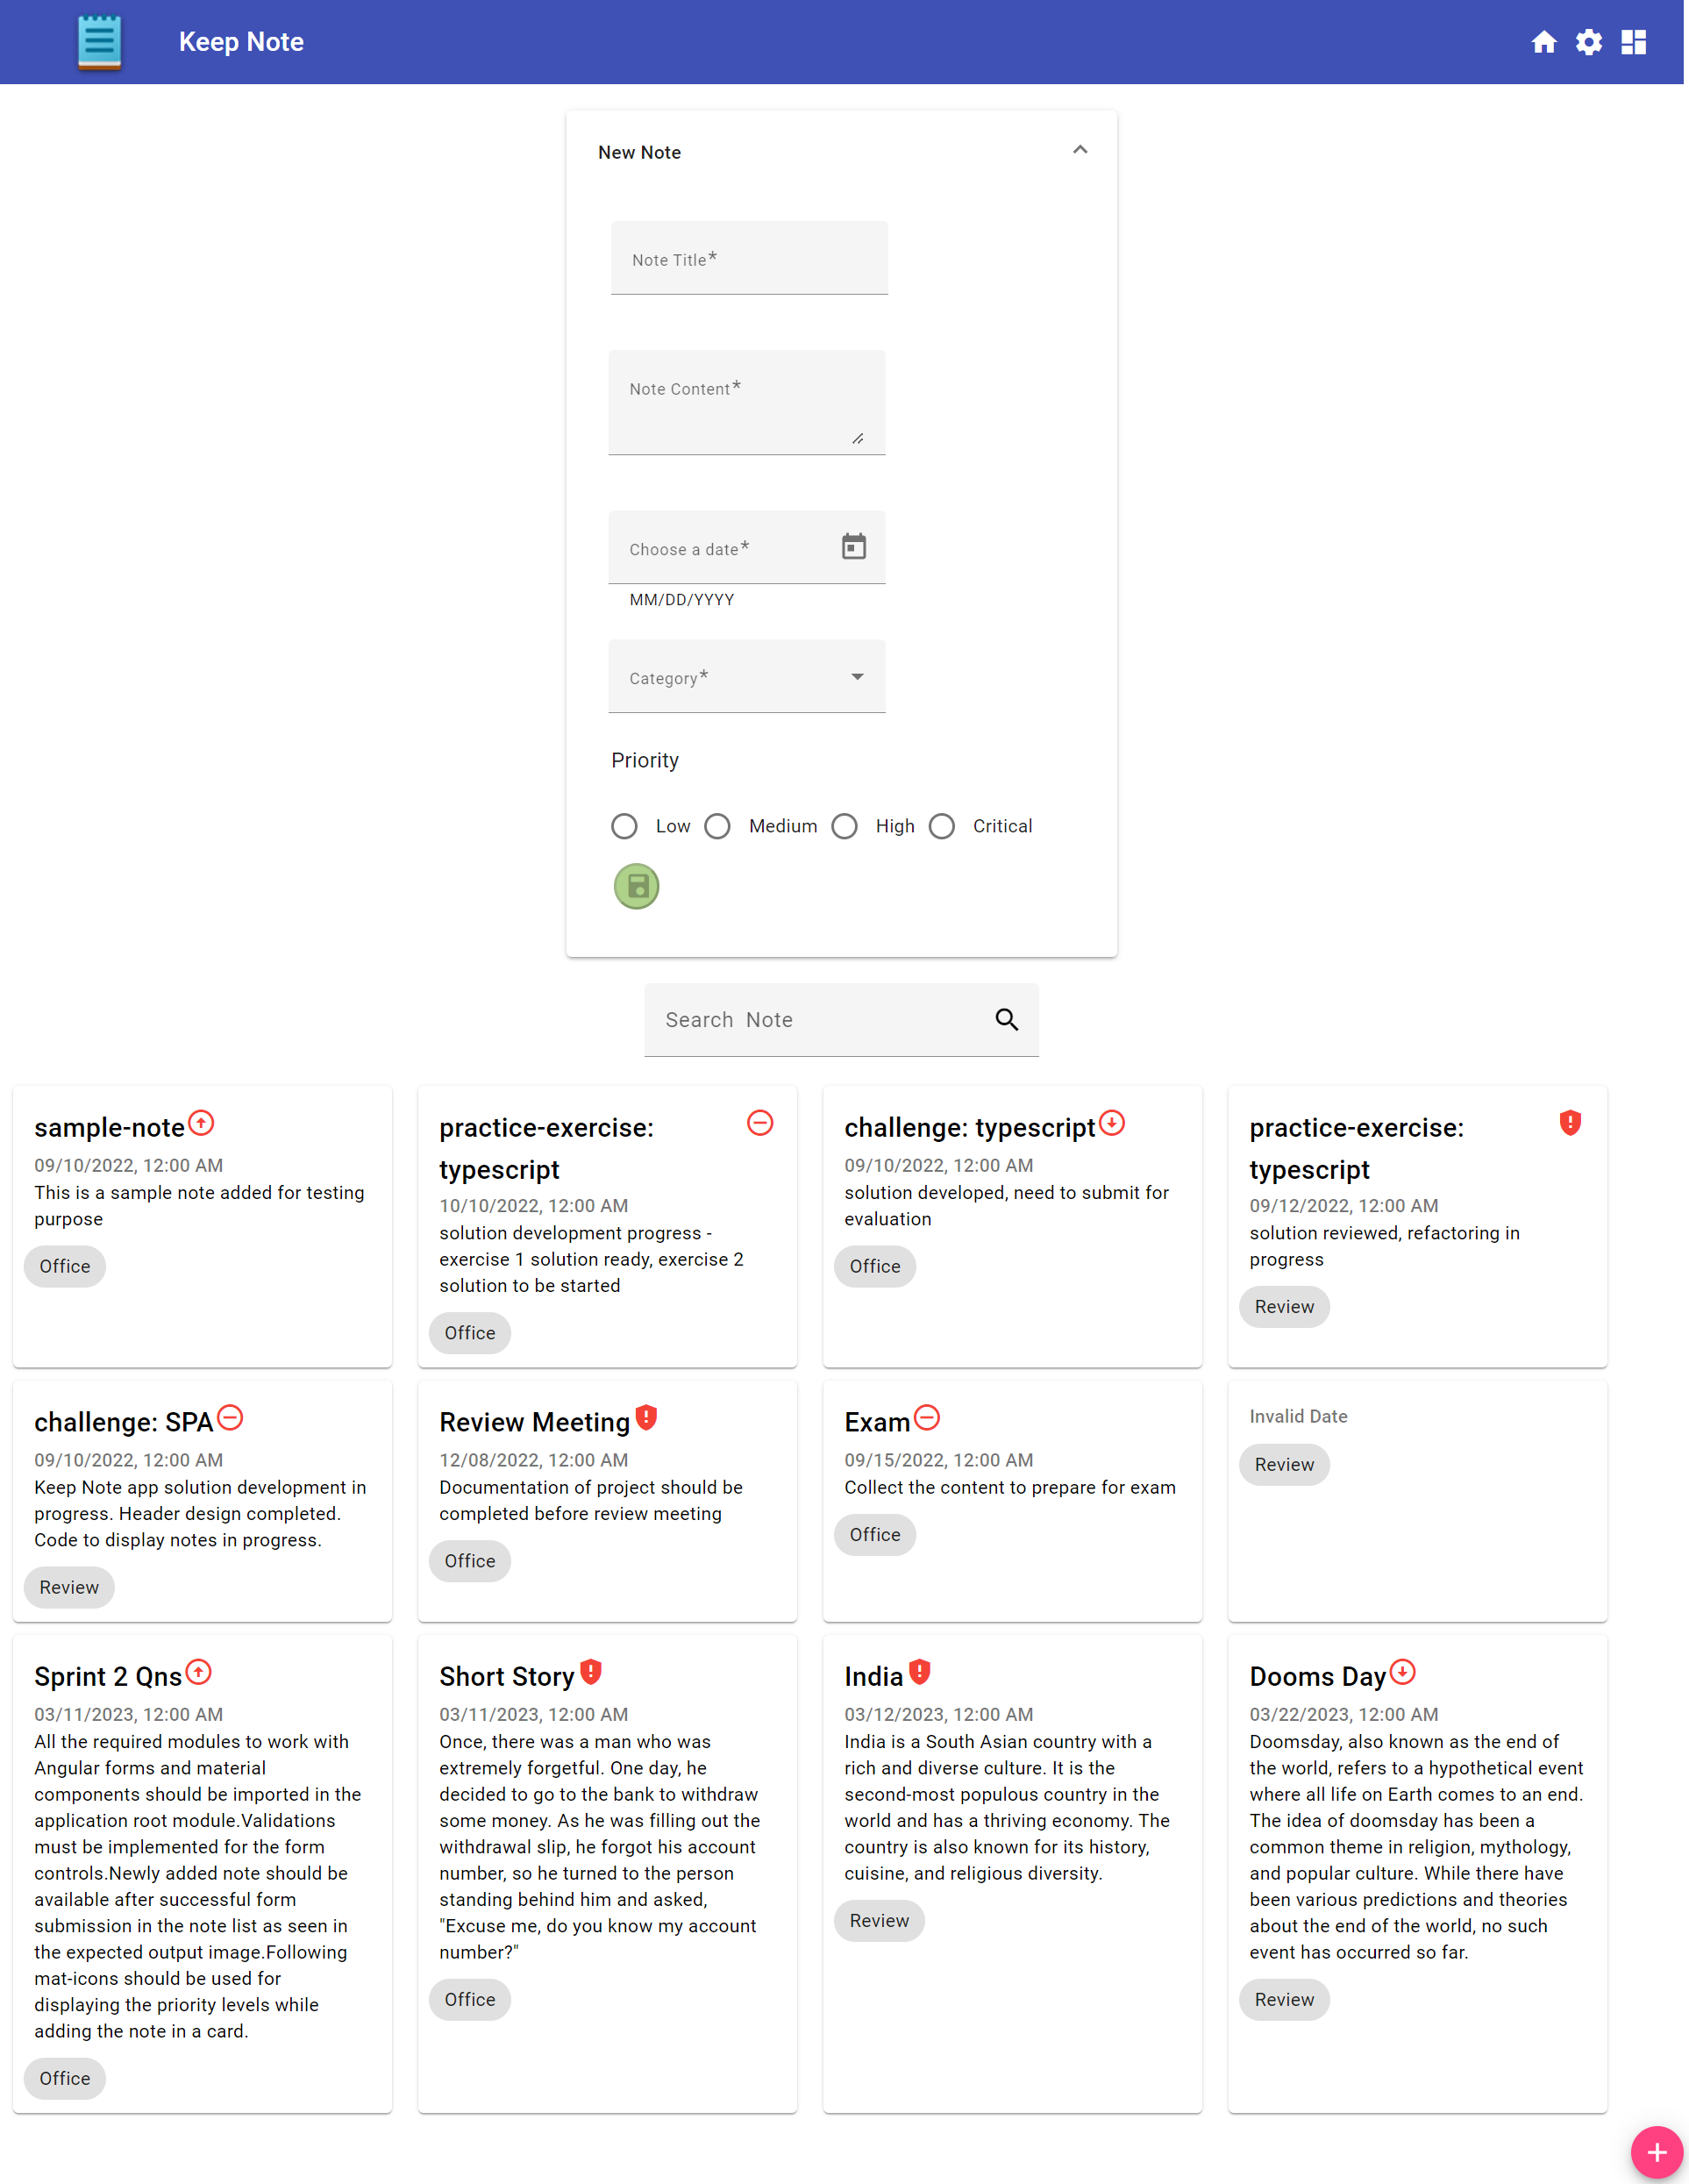 Keep Note
New Note
Note Title*
Note Content*
Choose a date*
MM/DD/YYYY
Category*
Priority
Low Medium High Critical
Search Note
sample-note
09/10/2022, 12:00 AM
This is a sample note added for testing
purpose
Office
practice-exercise:
typescript
10/10/2022, 12:00 AM
solution development progress -
exercise 1 solution ready, exercise 2
solution to be started
Office
challenge: typescript
09/10/2022, 12:00 AM
solution developed, need to submit for
evaluation
Office
practice-exercise:
typescript
09/12/2022, 12:00 AM
solution reviewed, refactoring in
progress
Review
challenge: SPA
09/10/2022, 12:00 AM
Keep Note app solution development in
progress. Header design completed.
Code to display notes in progress.
Review
Review Meeting
12/08/2022, 12:00 AM
Documentation of project should be
completed before review meeting
Office
Exam
09/15/2022, 12:00 AM
Collect the content to prepare for exam
Office
Invalid Date
Review
Sprint 2 Qns
03/11/2023, 12:00 AM
All the required modules to work with
Angular forms and material
components should be imported in the
application root module.Validations
must be implemented for the form
controls.Newly added note should be
available after successful form
submission in the note list as seen in
the expected output image.Following
mat-icons should be used for
displaying the priority levels while
adding the note in a card.
Office
Short Story
03/11/2023, 12:00 AM
Once, there was a man who was
extremely forgetful. One day, he
decided to go to the bank to withdraw
some money. As he was filling out the
withdrawal slip, he forgot his account
number, so he turned to the person
standing behind him and asked,
"Excuse me, do you know my account
number?"
Office
India
03/12/2023, 12:00 AM
India is a South Asian country with a
rich and diverse culture. It is the
second-most populous country in the
world and has a thriving economy. The
country is also known for its history,
cuisine, and religious diversity.
Review
Dooms Day
03/22/2023, 12:00 AM
Doomsday, also known as the end of
the world, refers to a hypothetical event
where all life on Earth comes to an end.
The idea of doomsday has been a
common theme in religion, mythology,
and popular culture. While there have
been various predictions and theories
about the end of the world, no such
event has occurred so far.
Review